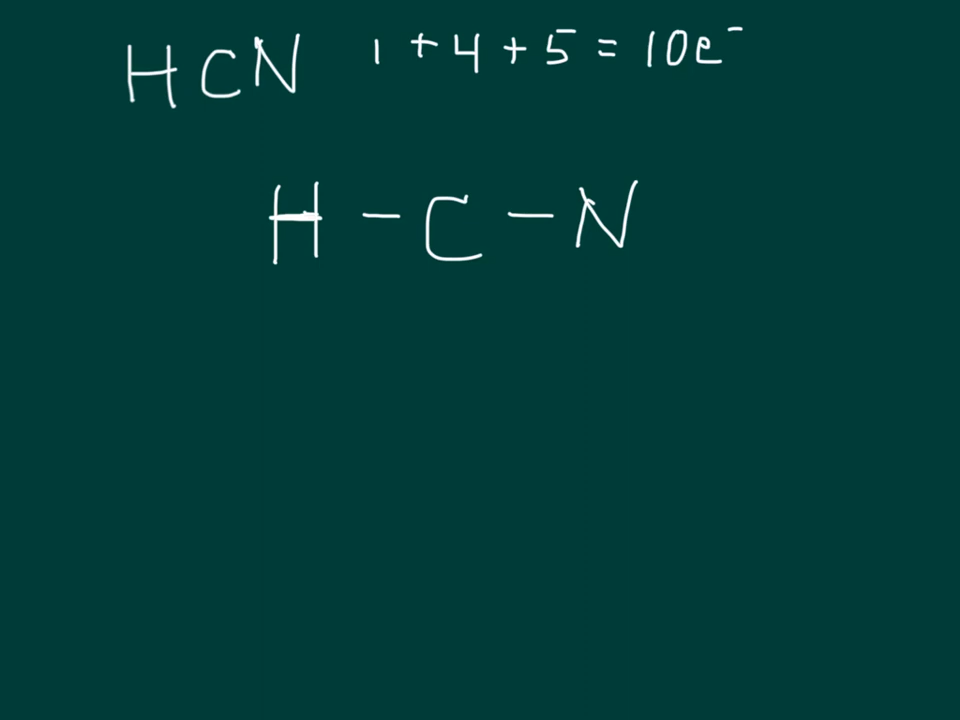 HCN 1 + 4 + 5 = 10e⁻
H - C - N